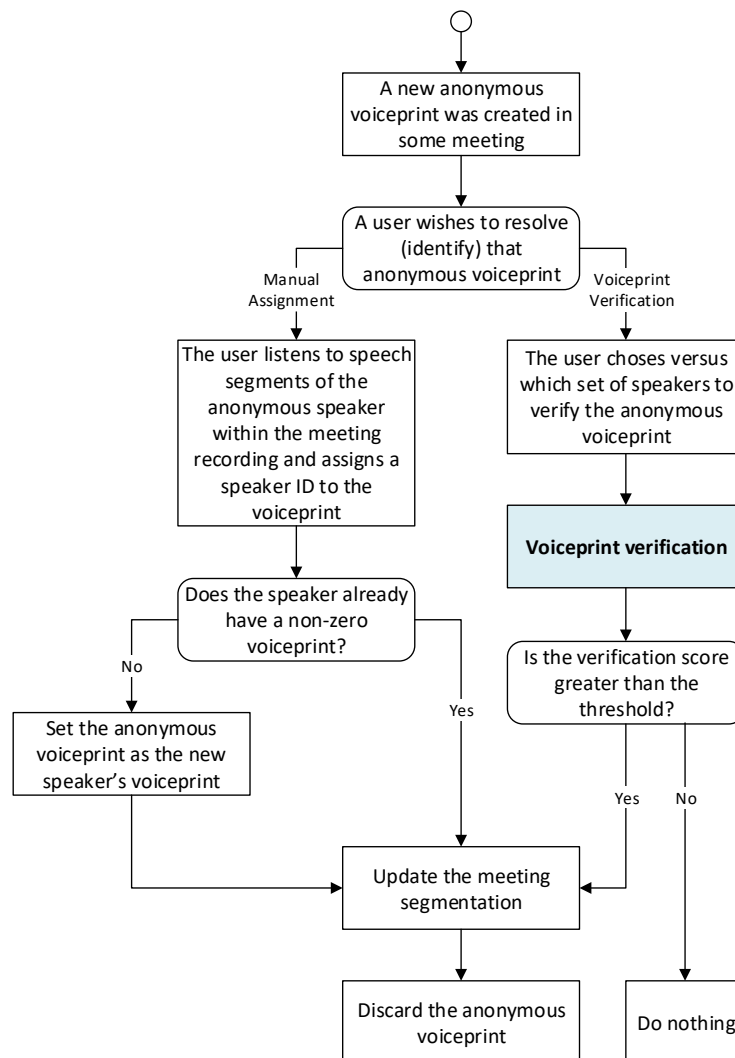 A new anonymous
voiceprint was created in
some meeting
A user wishes to resolve
(identify) that
anonymous voiceprint
Manual
Assignment
Voiceprint
Verification
The user listens to speech
segments of the
anonymous speaker
within the meeting
recording and assigns a
speaker ID to the
voiceprint
The user choses versus
which set of speakers to
verify the anonymous
voiceprint
Voiceprint verification
Does the speaker already
have a non-zero
voiceprint?
Is the verification score
greater than the
threshold?
No
Yes
Set the anonymous
voiceprint as the new
speaker’s voiceprint
Yes
No
Update the meeting
segmentation
Discard the anonymous
voiceprint
Do nothing